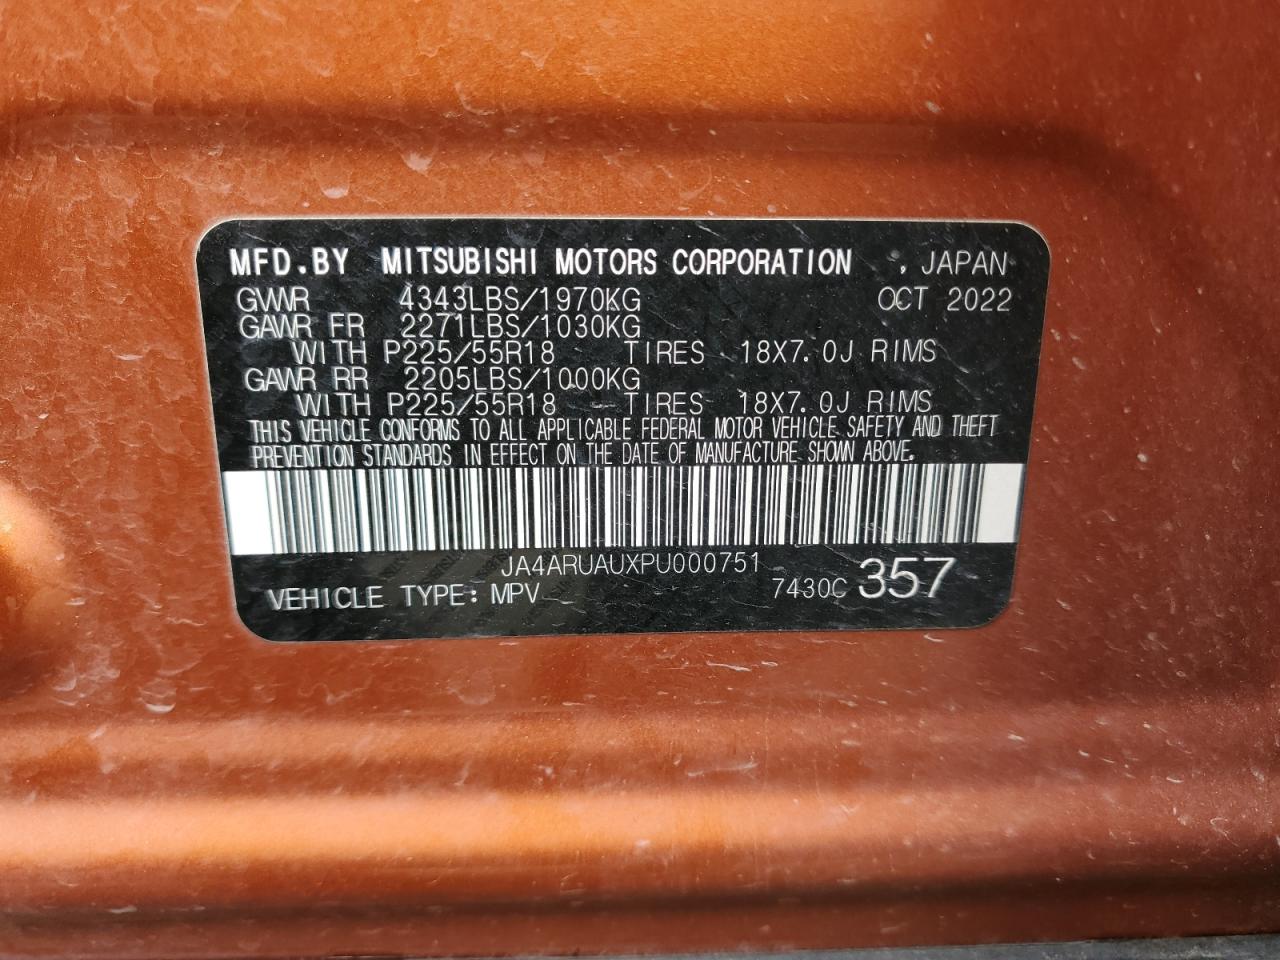 MFD.BY MITSUBISHI MOTORS CORPORATION , JAPAN
GVWR 4343LBS/1970KG OCT 2022
GAWR FR 2271LBS/1030KG
WITH P225/55R18 TIRES 18X7.0J RIMS
GAWR RR 2205LBS/1000KG
WITH P225/55R18 TIRES 18X7.0J RIMS
THIS VEHICLE CONFORMS TO ALL APPLICABLE FEDERAL MOTOR VEHICLE SAFETY AND THEFT
PREVENTION STANDARDS IN EFFECT ON THE DATE OF MANUFACTURE SHOWN ABOVE.
JA4ARUAUXPU000751
VEHICLE TYPE: MPV 7430C 357